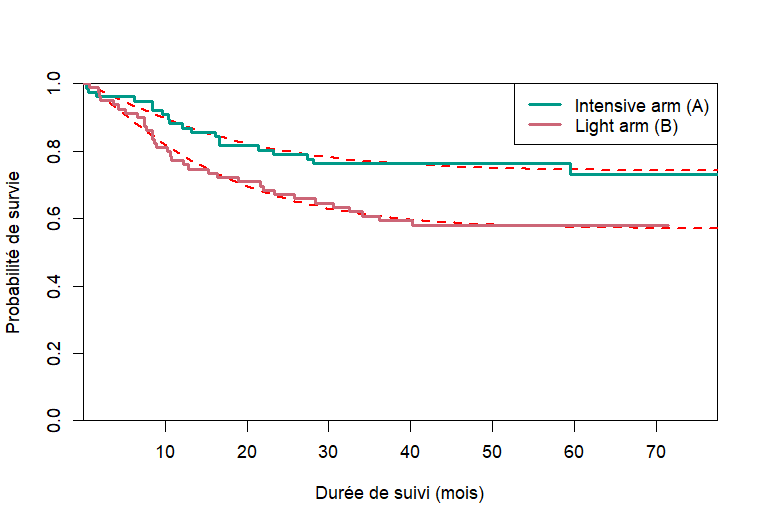 Intensive arm (A)
Light arm (B)
Probabilité de survie
1.0
0.8
0.6
0.4
0.2
0.0
10 20 30 40 50 60 70
Durée de suivi (mois)